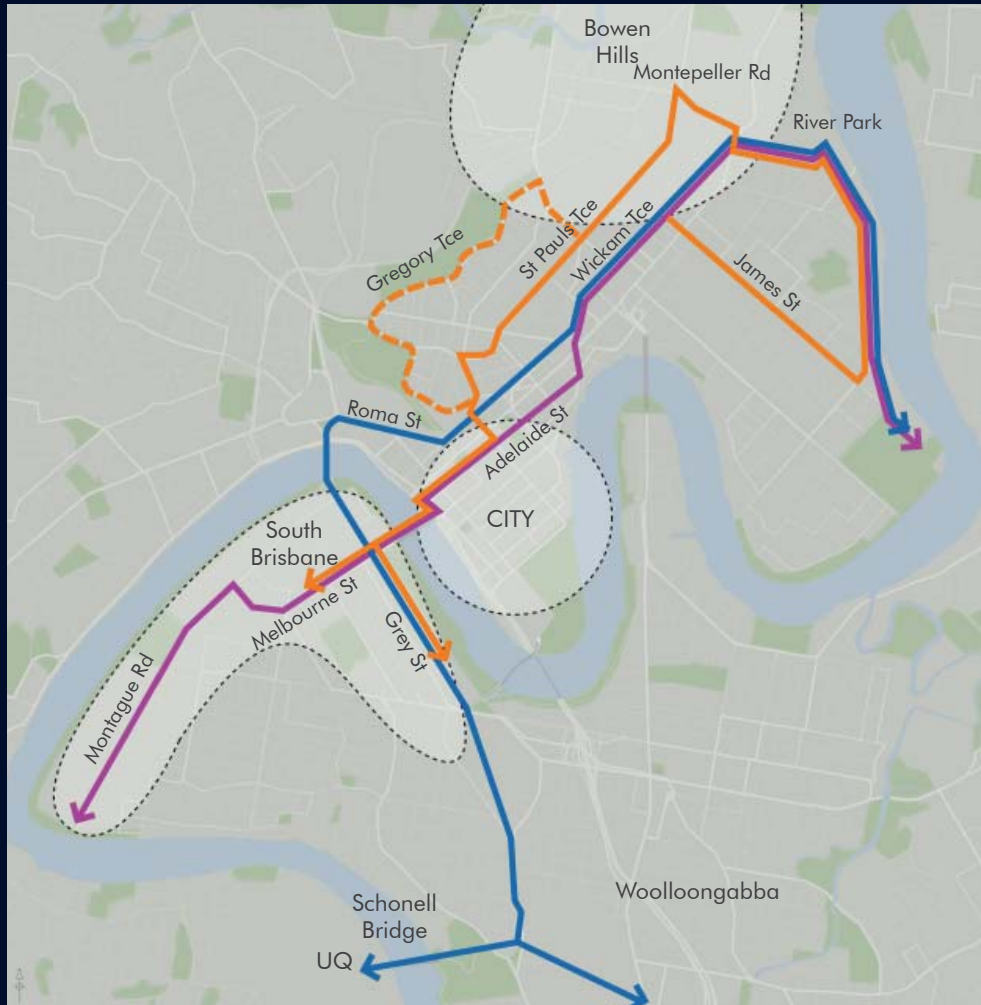 Bowen
Hills
Montepeller Rd
River Park
Gregory Tce
St Pauls Tce
Wickam Tce
James St
Roma St
Adelaide St
CITY
South
Brisbane
Melbourne St
Grey St
Montague Rd
Woolloongabba
Schonell
Bridge
UQ